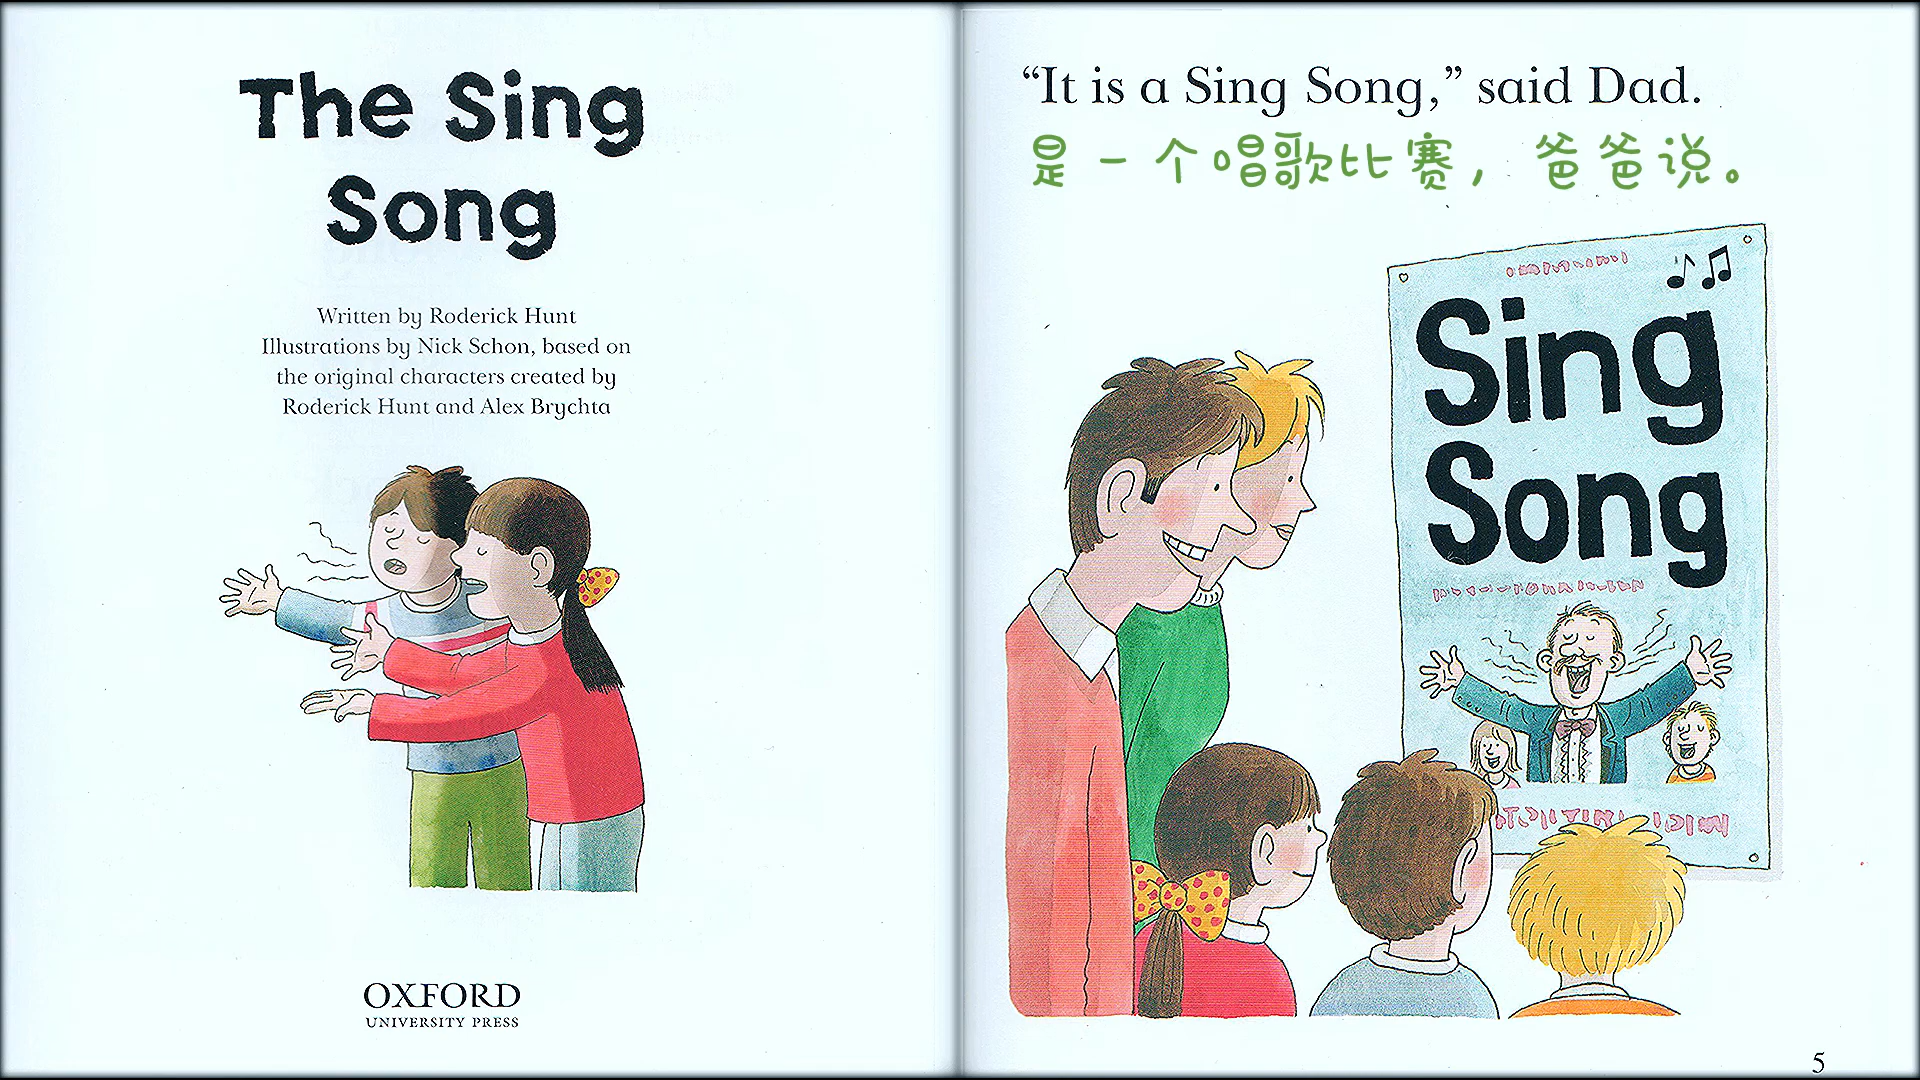 The Sing
Song
Written by Roderick Hunt
Illustrations by Nick Schon, based on
the original characters created by
Roderick Hunt and Alex Brychta
OXFORD
UNIVERSITY PRESS
“It is a Sing Song,” said Dad.
是一个唱歌比赛，爸爸说。
Sing
Song
5